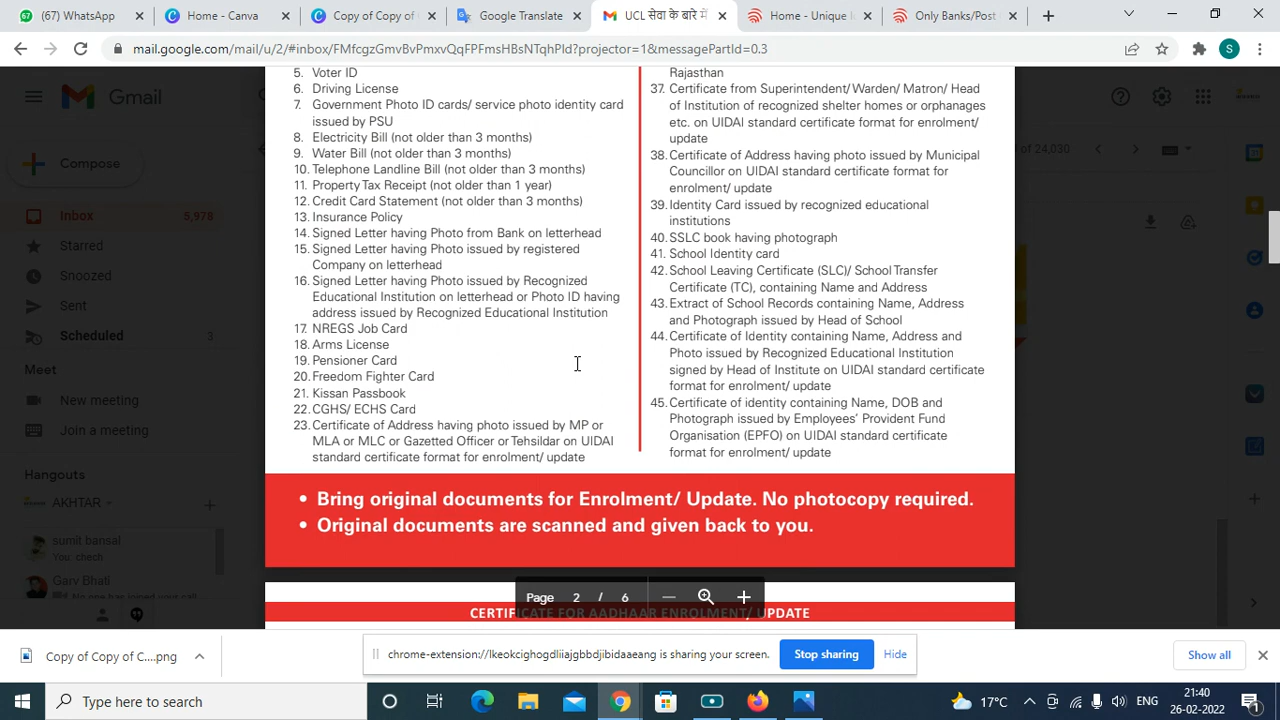 (67) WhatsApp
Home - Canva
Copy of Copy of
Google Translate
UCL सेवा के बारे में
Home - Unique I
Only Banks/Post
mail.google.com/mail/u/2/#inbox/FMfcgzGmvBvPmxvQqFPFmsHBsNTqhPld?projector=1&messagePartId=0.3
S
Gmail
Compose
Inbox 5,978
Starred
Snoozed
Sent
Scheduled 3
Meet
New meeting
Join a meeting
Hangouts
AKHTAR
sumit bansal
You: chech
Garv Bhati
No one has joined your call
of 24,030
5. Voter ID
6. Driving License
7. Government Photo ID cards/ service photo identity card
issued by PSU
8. Electricity Bill (not older than 3 months)
9. Water Bill (not older than 3 months)
10. Telephone Landline Bill (not older than 3 months)
11. Property Tax Receipt (not older than 1 year)
12. Credit Card Statement (not older than 3 months)
13. Insurance Policy
14. Signed Letter having Photo from Bank on letterhead
15. Signed Letter having Photo issued by registered
Company on letterhead
16. Signed Letter having Photo issued by Recognized
Educational Institution on letterhead or Photo ID having
address issued by Recognized Educational Institution
17. NREGS Job Card
18. Arms License
19. Pensioner Card
20. Freedom Fighter Card
21. Kissan Passbook
22. CGHS/ ECHS Card
23. Certificate of Address having photo issued by MP or
MLA or MLC or Gazetted Officer or Tehsildar on UIDAI
standard certificate format for enrolment/ update
Rajasthan
37. Certificate from Superintendent/ Warden/ Matron/ Head
of Institution of recognized shelter homes or orphanages
etc. on UIDAI standard certificate format for enrolment/
update
38. Certificate of Address having photo issued by Municipal
Councillor on UIDAI standard certificate format for
enrolment/ update
39. Identity Card issued by recognized educational
institutions
40. SSLC book having photograph
41. School Identity card
42. School Leaving Certificate (SLC)/ School Transfer
Certificate (TC), containing Name and Address
43. Extract of School Records containing Name, Address
and Photograph issued by Head of School
44. Certificate of Identity containing Name, Address and
Photo issued by Recognized Educational Institution
signed by Head of Institute on UIDAI standard certificate
format for enrolment/ update
45. Certificate of identity containing Name, DOB and
Photograph issued by Employees' Provident Fund
Organisation (EPFO) on UIDAI standard certificate
format for enrolment/ update
• Bring original documents for Enrolment/ Update. No photocopy required.
• Original documents are scanned and given back to you.
Page 2 / 6
CERTIFICATE FOR AADHAAR ENROLMENT/ UPDATE
Copy of Copy of C....png
chrome-extension://lkeokcighogdliiajgbbdjibidaaeang is sharing your screen.
Stop sharing
Hide
Show all
Type here to search
17°C
ENG
21:40
26-02-2022
1